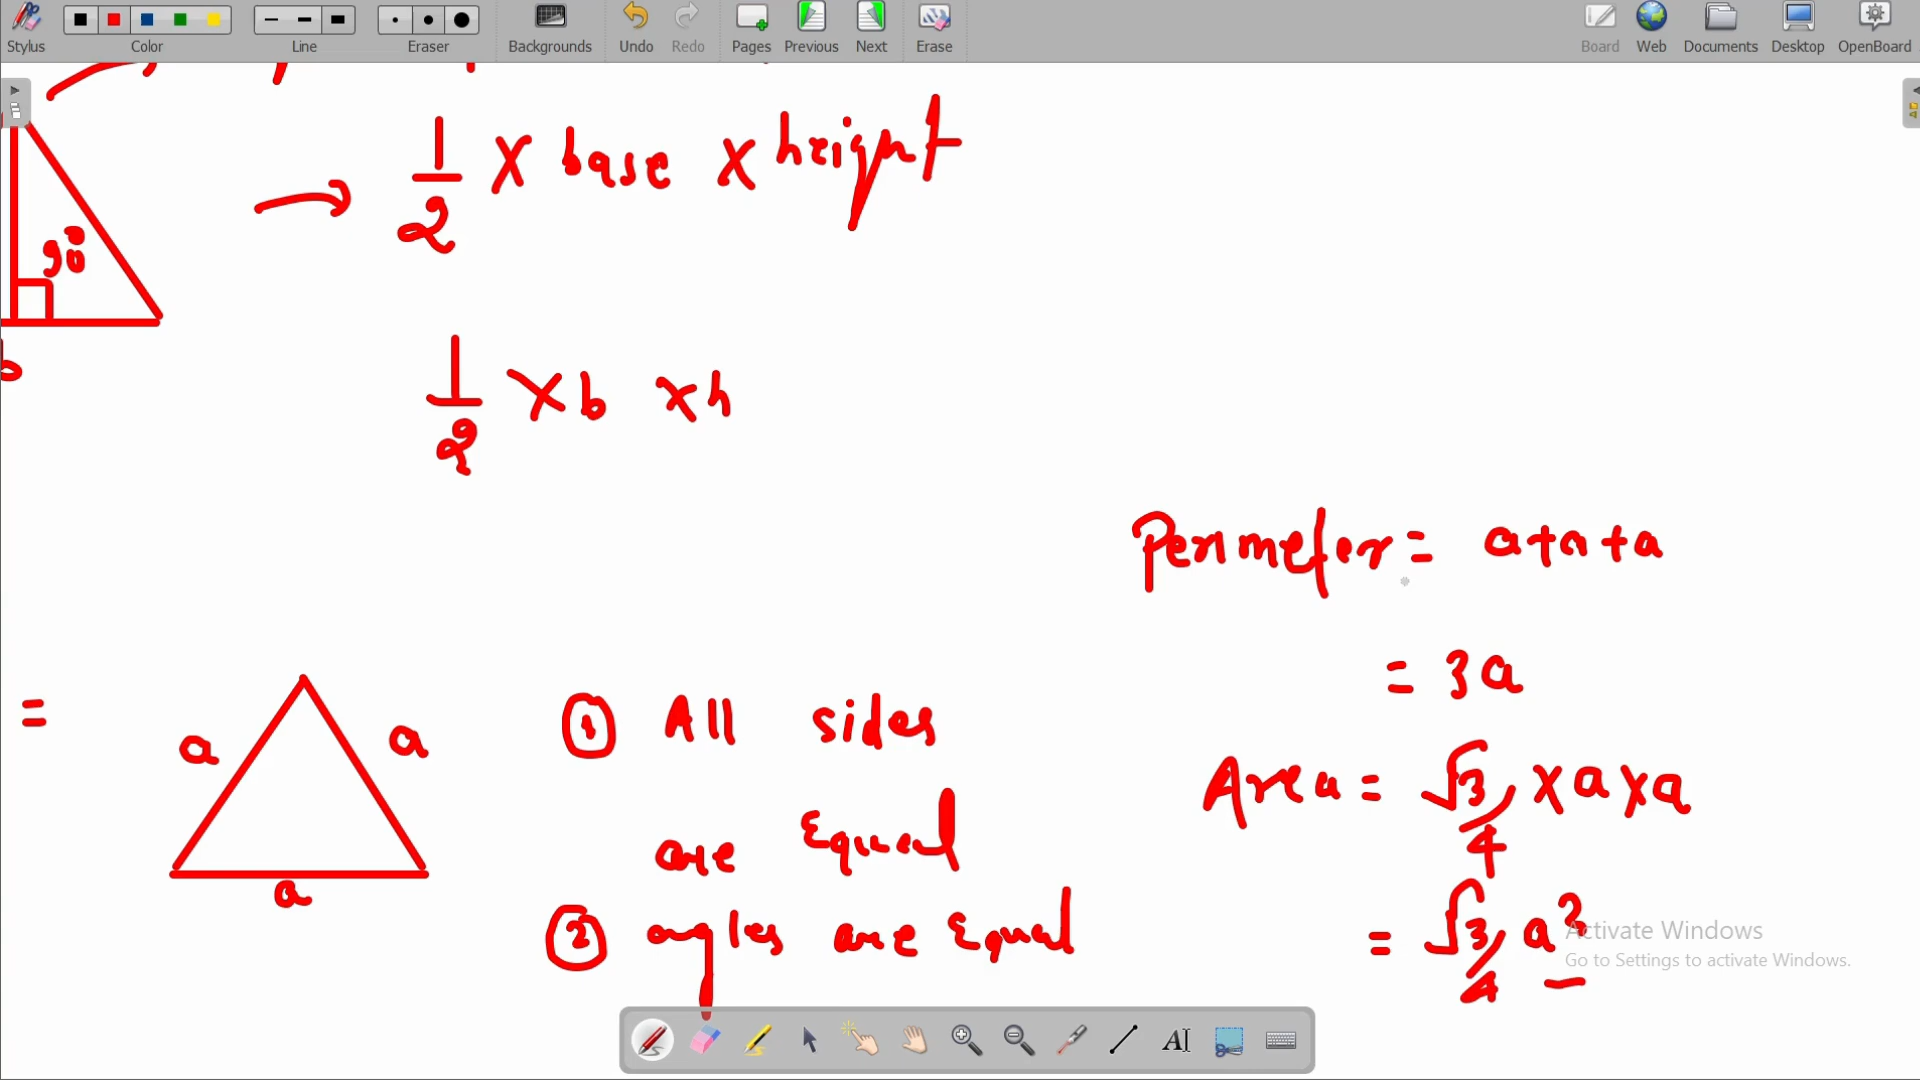 Stylus Color Line Eraser Backgrounds Undo Redo Pages Previous Next Erase Board Web Documents Desktop OpenBoard
1/2 X base X height
90°
b
1/2 X b X h
Perimeter = a+a+a
= 3a
=
a a
a
① All sides
are Equal
② angles are Equal
Area = √3/4 X a X a
= √3/4 a²
Activate Windows
Go to Settings to activate Windows.
AI